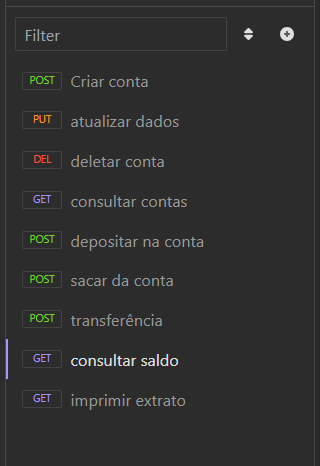 Filter
POST Criar conta
PUT atualizar dados
DEL deletar conta
GET consultar contas
POST depositar na conta
POST sacar da conta
POST transferência
GET consultar saldo
GET imprimir extrato